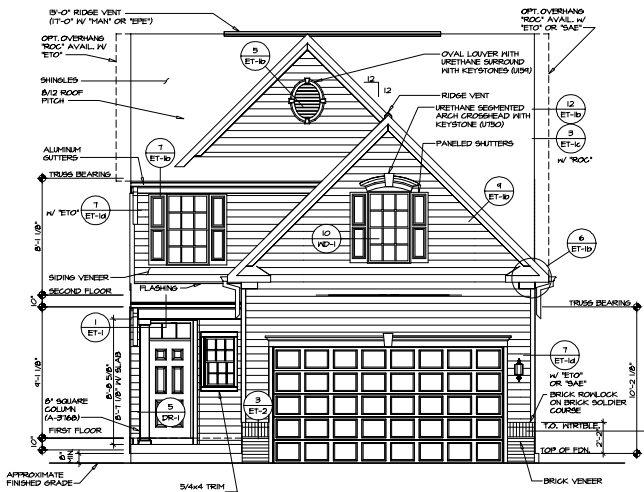 13'-0" RIDGE VENT
(17'-0" W/ "MAN" OR "EPE")
OPT. OVERHANG
"ROC" AVAIL. W/
"ETO"
OPT. OVERHANG
"ROC" AVAIL. W/
"ETO" OR "SAE"
5
ET-1b
OVAL LOUVER WITH
URETHANE SURROUND
WITH KEYSTONES (U159)
SHINGLES
8/12 ROOF
PITCH
12
12
RIDGE VENT
URETHANE SEGMENTED
ARCH CROSSHEAD WITH
KEYSTONE (U730)
PANELED SHUTTERS
12
ET-1b
3
ET-1c
W/ "ROC"
ALUMINUM
GUTTERS
7
ET-1b
TRUSS BEARING
9
ET-1b
W/ "ETO"
7
ET-1d
10
WD-1
6
ET-1b
8'-1 1/8"
SIDING VENEER
FLASHING
SECOND FLOOR
10"
TRUSS BEARING
1
ET-1
7
ET-1d
W/ "ETO"
OR "SAE"
9'-1 1/8"
8'-8 5/8"
8'-7 1/8" W/ SLAB
10'-2 1/8"
8" SQUARE
COLUMN
(A-3168)
5
DR-1
3
ET-2
BRICK ROWLOCK
ON BRICK SOLDIER
COURSE
FIRST FLOOR
T.O. WTRTBLE.
2'-2"
10"
8"
MIN
TOP OF FDN.
APPROXIMATE
FINISHED GRADE
5/4x4 TRIM
BRICK VENEER